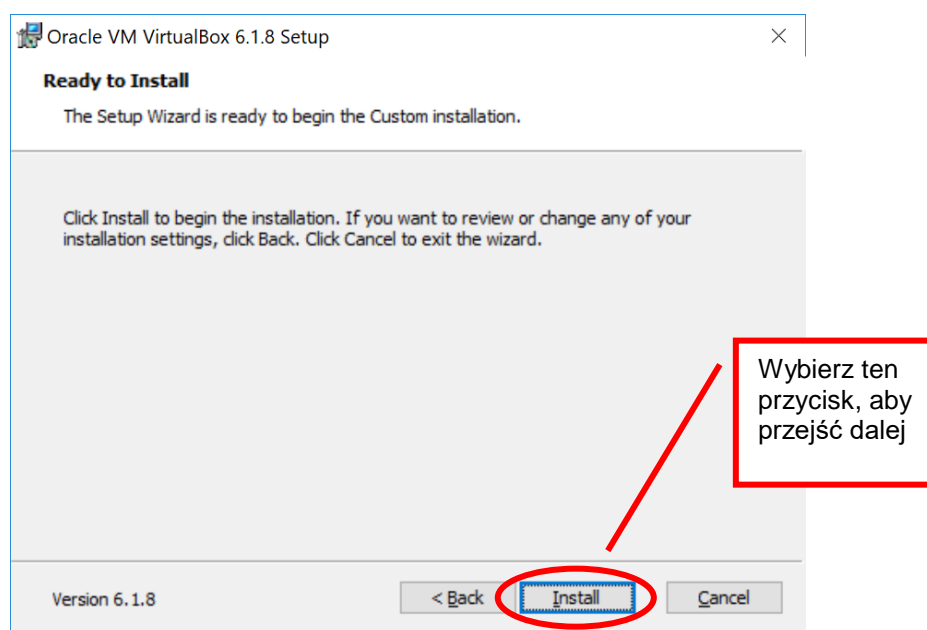 Oracle VM VirtualBox 6.1.8 Setup
Ready to Install
The Setup Wizard is ready to begin the Custom installation.
Click Install to begin the installation. If you want to review or change any of your
installation settings, click Back. Click Cancel to exit the wizard.
Wybierz ten
przycisk, aby
przejść dalej
Version 6.1.8
< Back
Install
Cancel